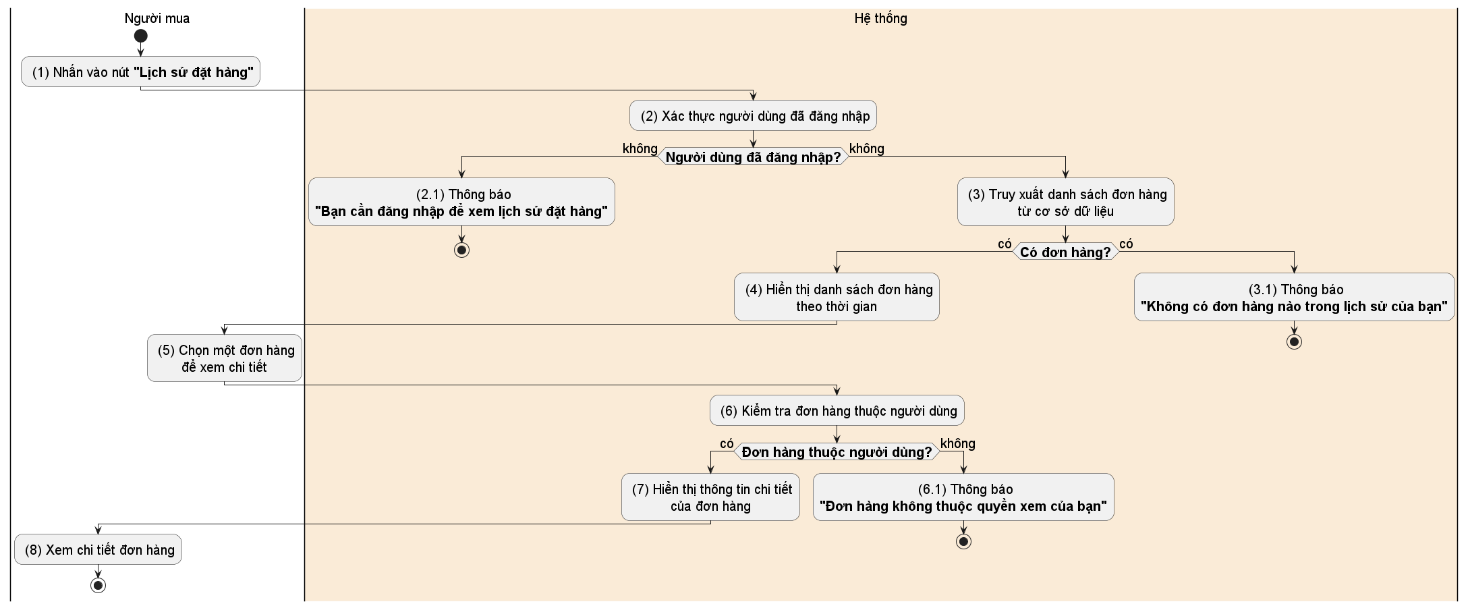 Người mua
Hệ thống
(1) Nhấn vào nút "Lịch sử đặt hàng"
(2) Xác thực người dùng đã đăng nhập
không
Người dùng đã đăng nhập?
không
(2.1) Thông báo
"Bạn cần đăng nhập để xem lịch sử đặt hàng"
(3) Truy xuất danh sách đơn hàng
từ cơ sở dữ liệu
có
Có đơn hàng?
có
(4) Hiển thị danh sách đơn hàng
theo thời gian
(3.1) Thông báo
"Không có đơn hàng nào trong lịch sử của bạn"
(5) Chọn một đơn hàng
để xem chi tiết
(6) Kiểm tra đơn hàng thuộc người dùng
có
Đơn hàng thuộc người dùng?
không
(7) Hiển thị thông tin chi tiết
của đơn hàng
(6.1) Thông báo
"Đơn hàng không thuộc quyền xem của bạn"
(8) Xem chi tiết đơn hàng